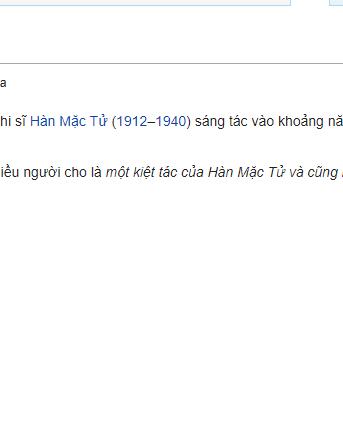 a
hi sĩ Hàn Mặc Tử (1912–1940) sáng tác vào khoảng nă
iều người cho là một kiệt tác của Hàn Mặc Tử và cũng